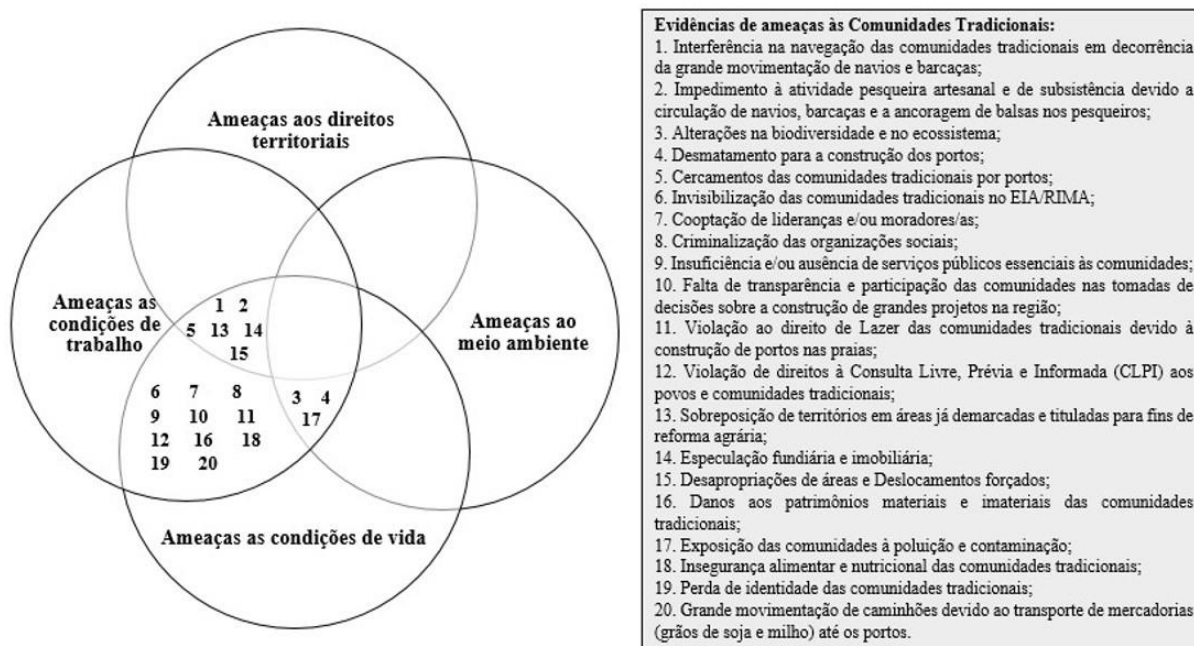 Ameaças aos direitos
territoriais
Ameaças as
condições de
trabalho
Ameaças ao
meio ambiente
1 2
5 13 14
15
6 7 8
9 10 11
12 16 18
19 20
3 4
17
Ameaças as condições de vida
Evidências de ameaças às Comunidades Tradicionais:
1. Interferência na navegação das comunidades tradicionais em decorrência
da grande movimentação de navios e barcaças;
2. Impedimento à atividade pesqueira artesanal e de subsistência devido a
circulação de navios, barcaças e a ancoragem de balsas nos pesqueiros;
3. Alterações na biodiversidade e no ecossistema;
4. Desmatamento para a construção dos portos;
5. Cercamentos das comunidades tradicionais por portos;
6. Invisibilização das comunidades tradicionais no EIA/RIMA;
7. Cooptação de lideranças e/ou moradores/as;
8. Criminalização das organizações sociais;
9. Insuficiência e/ou ausência de serviços públicos essenciais às comunidades;
10. Falta de transparência e participação das comunidades nas tomadas de
decisões sobre a construção de grandes projetos na região;
11. Violação ao direito de Lazer das comunidades tradicionais devido à
construção de portos nas praias;
12. Violação de direitos à Consulta Livre, Prévia e Informada (CLPI) aos
povos e comunidades tradicionais;
13. Sobreposição de territórios em áreas já demarcadas e tituladas para fins de
reforma agrária;
14. Especulação fundiária e imobiliária;
15. Desapropriações de áreas e Deslocamentos forçados;
16. Danos aos patrimônios materiais e imateriais das comunidades
tradicionais;
17. Exposição das comunidades à poluição e contaminação;
18. Insegurança alimentar e nutricional das comunidades tradicionais;
19. Perda de identidade das comunidades tradicionais;
20. Grande movimentação de caminhões devido ao transporte de mercadorias
(grãos de soja e milho) até os portos.